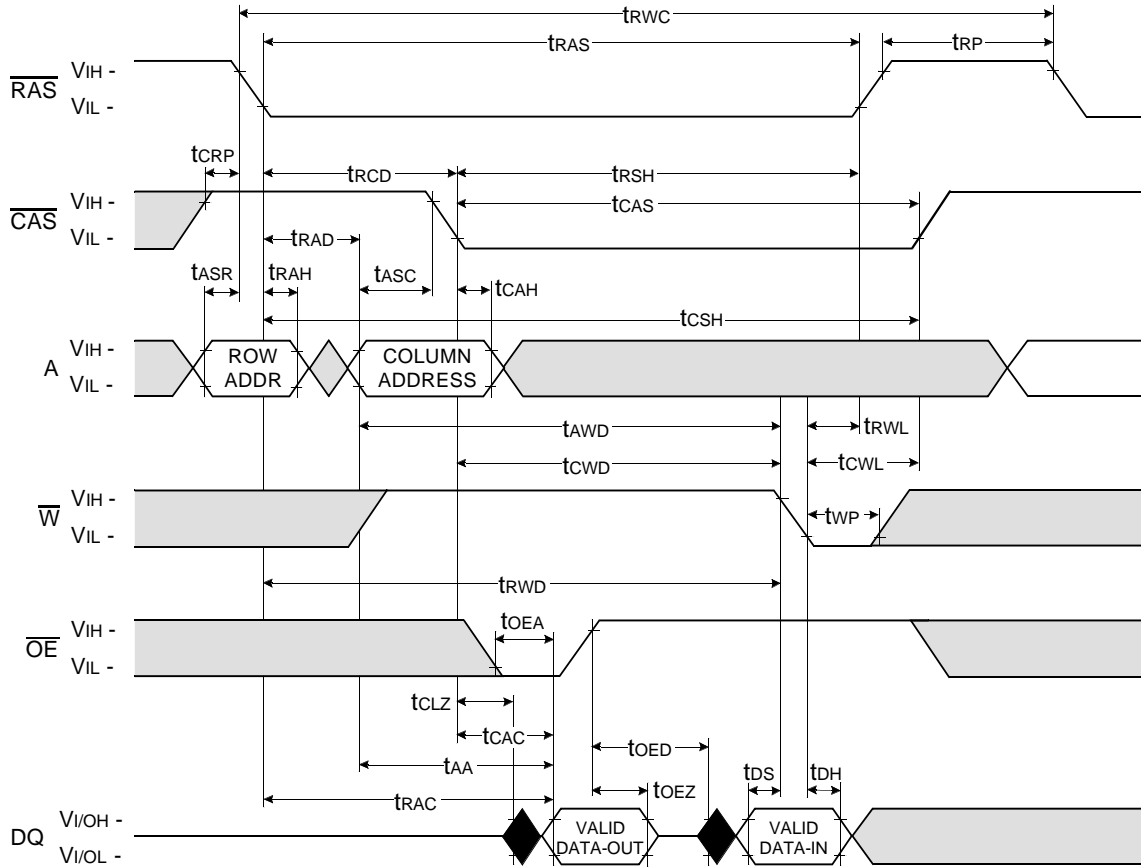 tRWC
tRAS
tRP
RAS
VIH -
VIL -
tCRP
tRCD
tRSH
CAS
VIH -
VIL -
tCAS
tRAD
tASR
tRAH
tASC
tCAH
tCSH
A
VIH -
VIL -
ROW
ADDR
COLUMN
ADDRESS
tAWD
tRWL
tCWD
tCWL
W
VIH -
VIL -
tWP
tRWD
OE
VIH -
VIL -
tOEA
tCLZ
tCAC
tOED
tAA
tOEZ
tDS
tDH
tRAC
DQ
VI/OH -
VI/OL -
VALID
DATA-OUT
VALID
DATA-IN